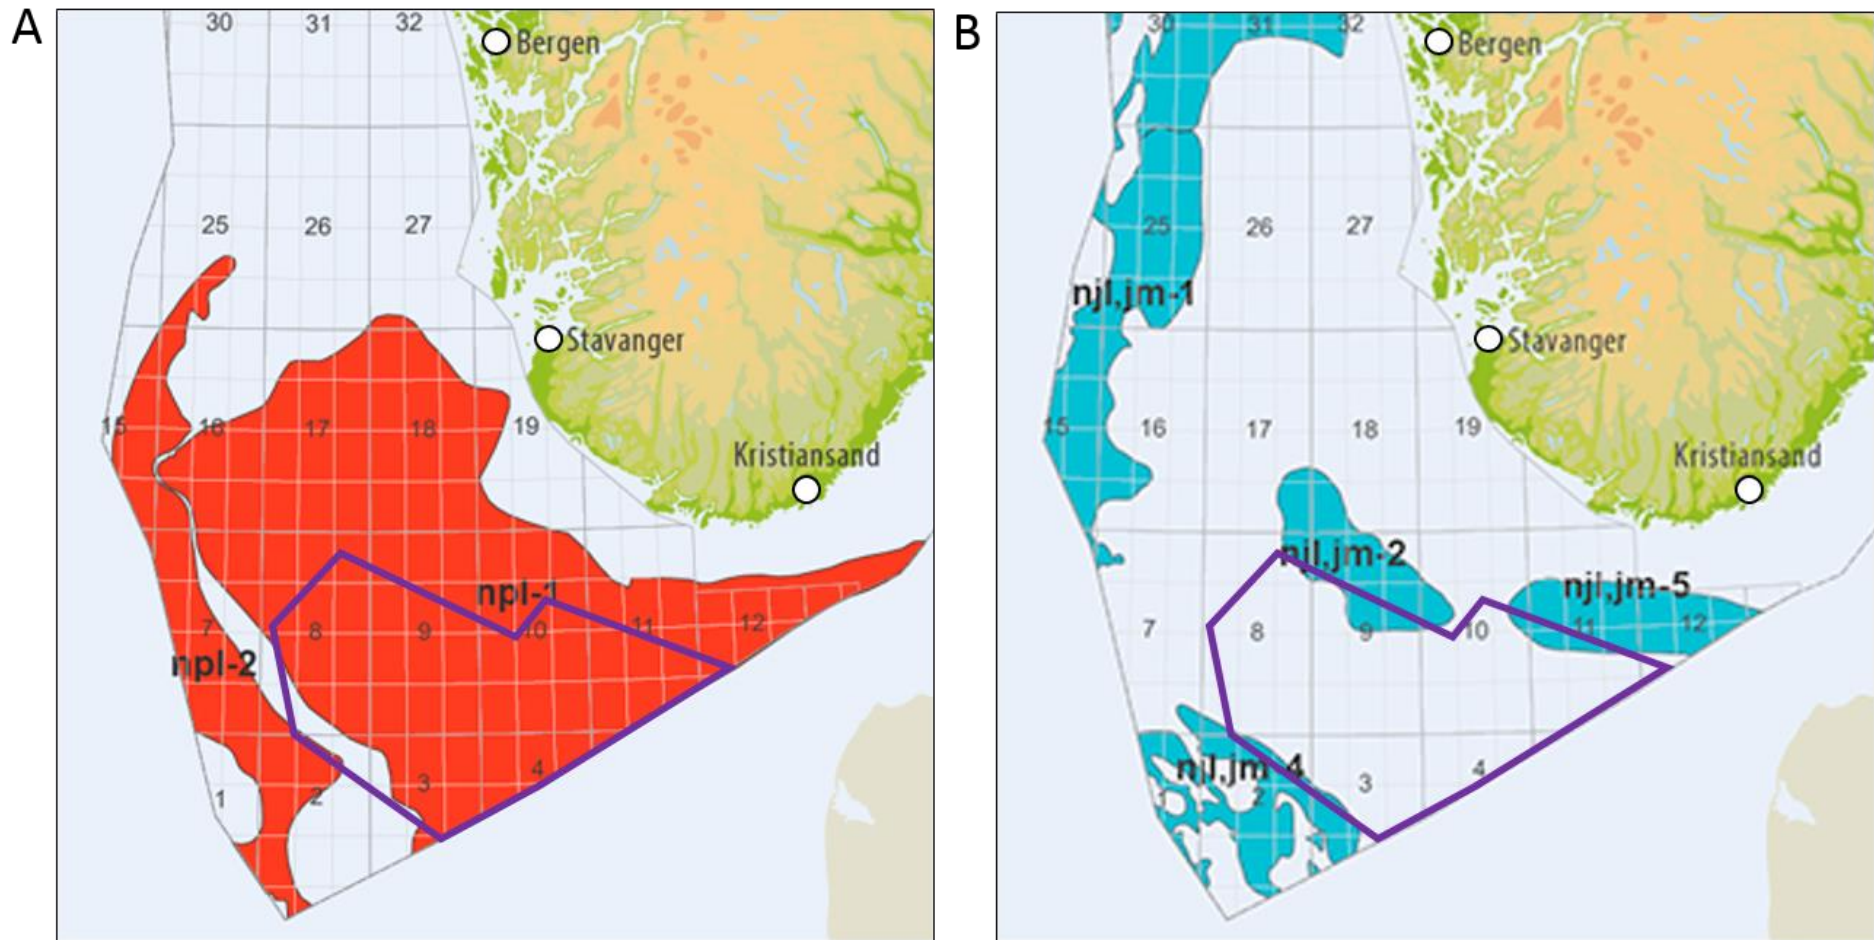 A
30 31 32
Bergen
25 26 27
Stavanger
15 16 17 18 19
Kristiansand
npl-1
7 8 9 10 11 12
npl-2
1 2 3 4
B
30 31 32
Bergen
25 26 27
njl,jm-1
Stavanger
15 16 17 18 19
Kristiansand
njl,jm-2
njl,jm-5
7 8 9 10 11 12
njl,jm-4
1 2 3 4